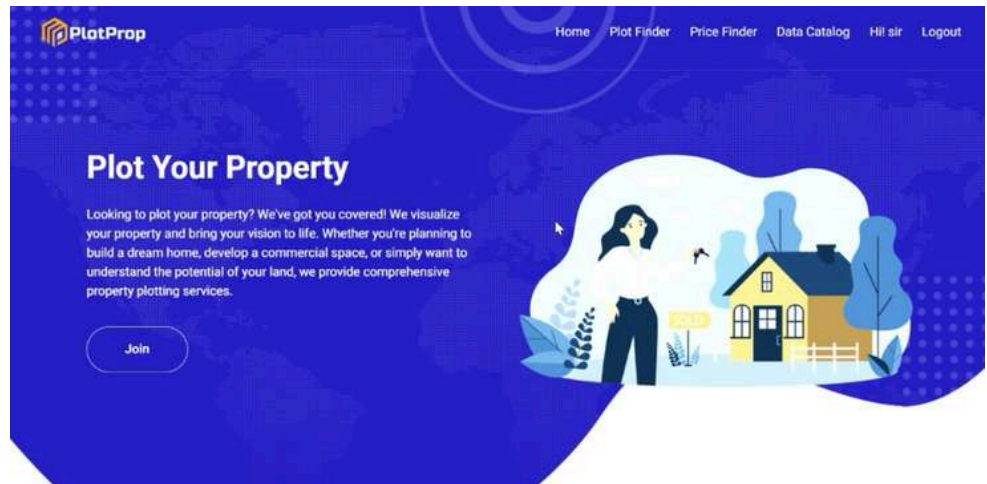 PlotProp
Home Plot Finder Price Finder Data Catalog Hi! sir Logout
Plot Your Property
Looking to plot your property? We've got you covered! We visualize
your property and bring your vision to life. Whether you're planning to
build a dream home, develop a commercial space, or simply want to
understand the potential of your land, we provide comprehensive
property plotting services.
SOLD
Join